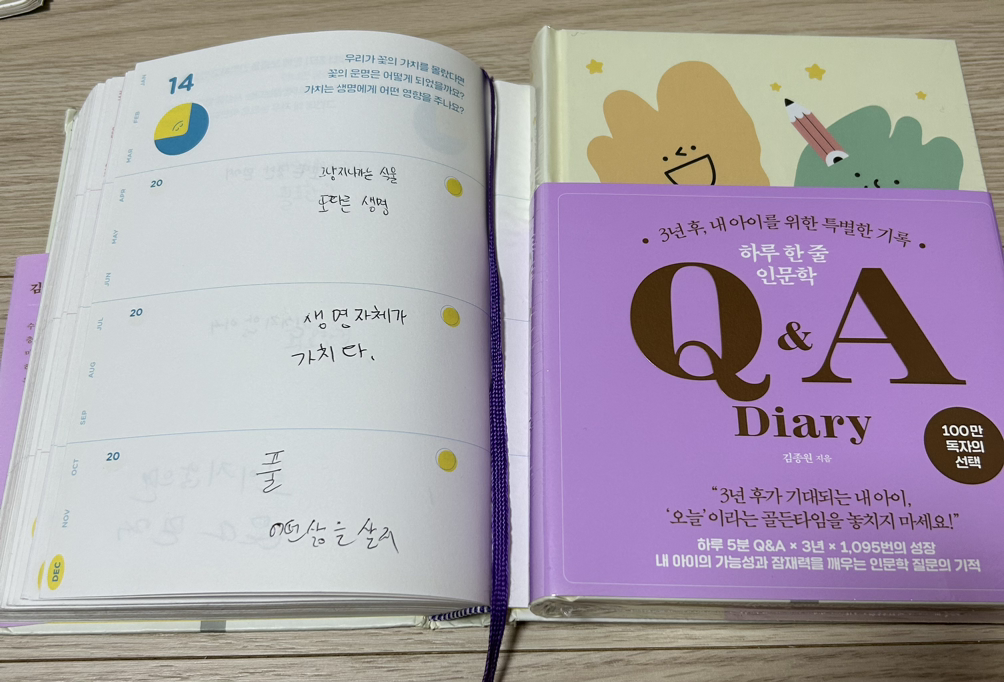 14
우리가 꽃의 가치를 몰랐다면
꽃의 운명은 어떻게 되었을까요?
가치는 생명에게 어떤 영향을 주나요?
JAN
FEB
MAR
APR
MAY
JUN
JUL
AUG
SEP
OCT
NOV
DEC
20
그냥 지나가는 식물
또다른 생명
20
생명 자체가
가치다.
20
풀
어떤 삶을 살지
3년 후, 내 아이를 위한 특별한 기록
하루 한 줄
인문학
Q & A
Diary
김종원 지음
100만
독자의
선택
“3년 후가 기대되는 내 아이,
‘오늘’이라는 골든타임을 놓치지 마세요!”
하루 5분 Q&A × 3년 × 1,095번의 성장
내 아이의 가능성과 잠재력을 깨우는 인문학 질문의 기적